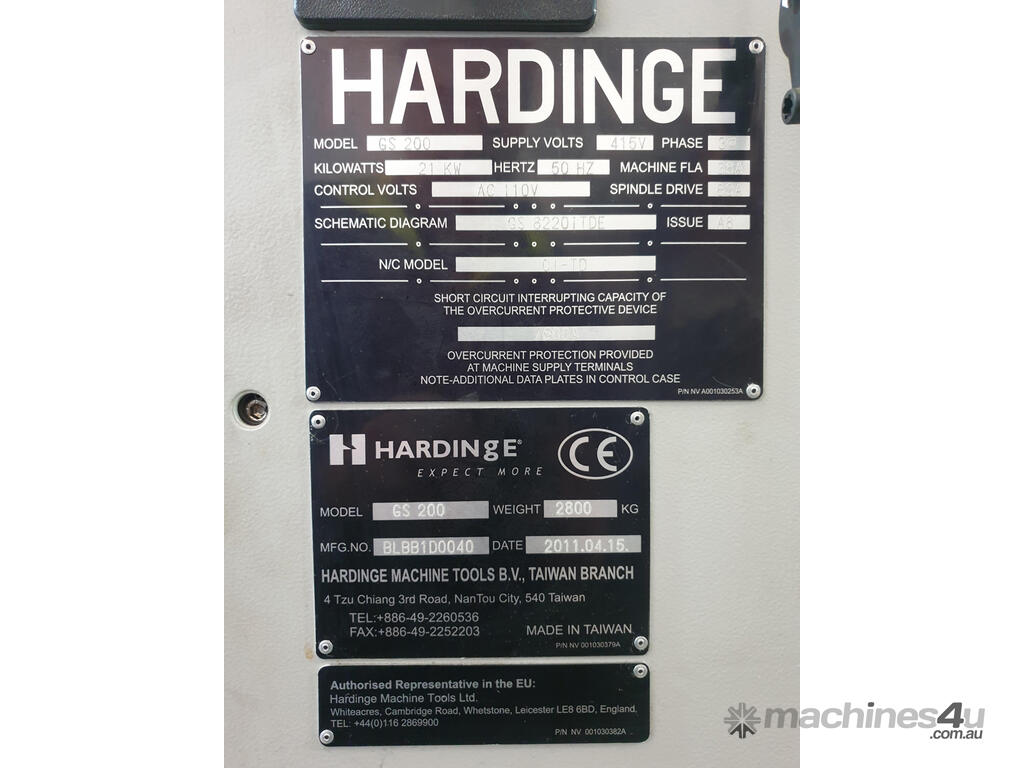 HARDINGE
MODEL GS 200 SUPPLY VOLTS 415V PHASE
KILOWATTS 21 KW HERTZ 50 HZ MACHINE FLA
CONTROL VOLTS AC 110V SPINDLE DRIVE
SCHEMATIC DIAGRAM GS 82201TDE ISSUE A8
N/C MODEL 0I-TD
SHORT CIRCUIT INTERRUPTING CAPACITY OF
THE OVERCURRENT PROTECTIVE DEVICE
OVERCURRENT PROTECTION PROVIDED
AT MACHINE SUPPLY TERMINALS
NOTE-ADDITIONAL DATA PLATES IN CONTROL CASE
P/N NV A001030253A
HARDINGE®
EXPECT MORE
CE
MODEL GS 200 WEIGHT 2800 KG
MFG.NO. BLBB1D0040 DATE 2011.04.15.
HARDINGE MACHINE TOOLS B.V., TAIWAN BRANCH
4 Tzu Chiang 3rd Road, NanTou City, 540 Taiwan
TEL:+886-49-2260536
FAX:+886-49-2252203 MADE IN TAIWAN
P/N NV 001030379A
Authorised Representative in the EU:
Hardinge Machine Tools Ltd.
Whiteacres, Cambridge Road, Whetstone, Leicester LE8 6BD, England,
TEL: +44(0)116 2869900
P/N NV 001030382A
machines4u
.com.au